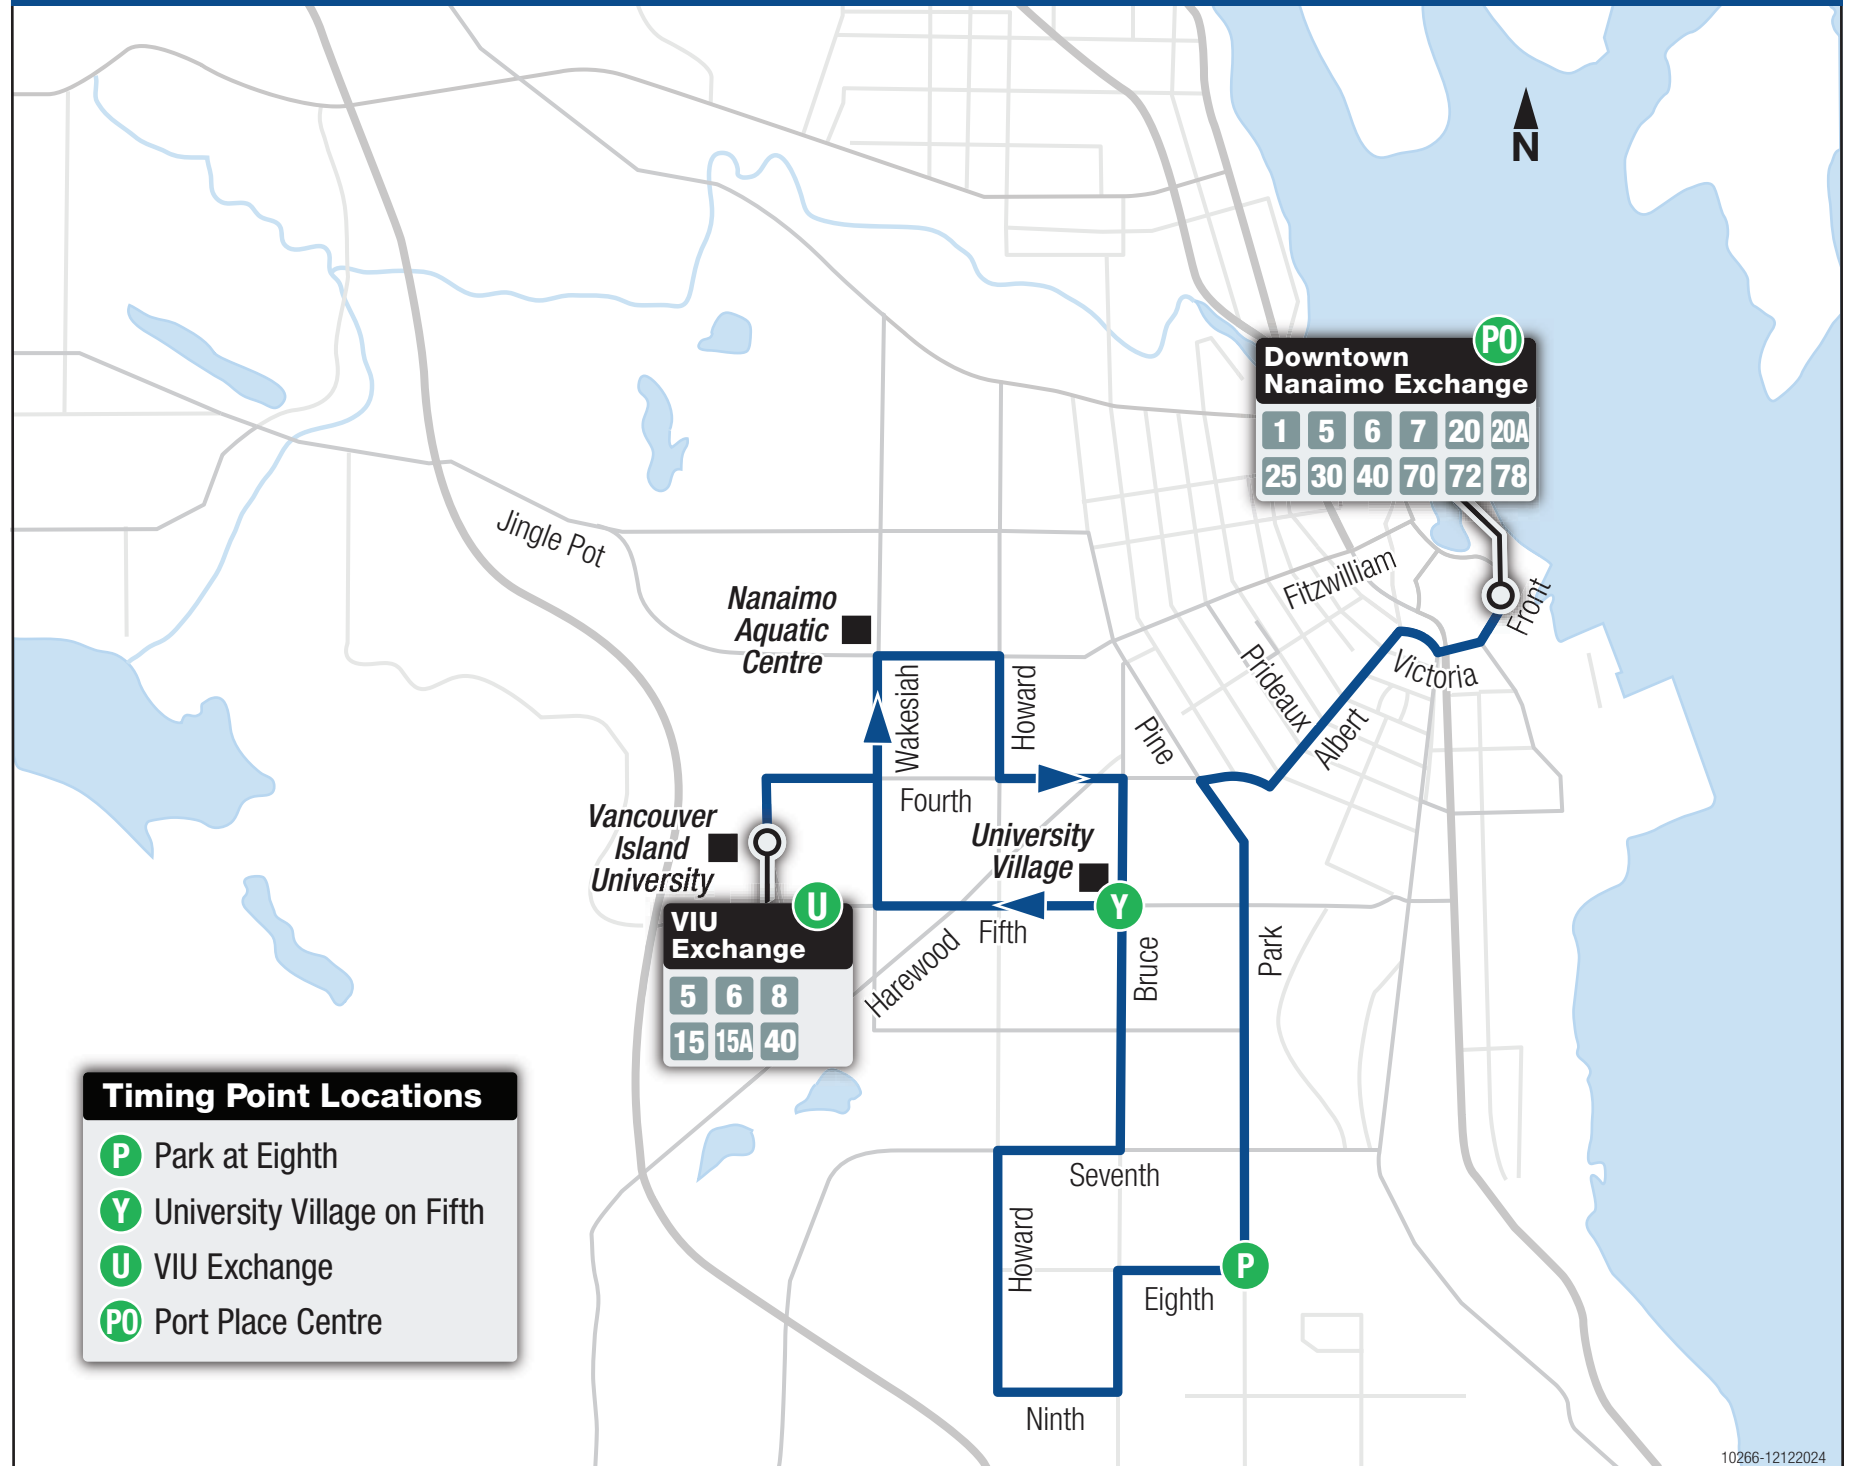 N
PO
Downtown
Nanaimo Exchange
1 5 6 7 20 20A
25 30 40 70 72 78
Jingle Pot
Fitzwilliam
Front
Nanaimo
Aquatic
Centre
Prideaux
Victoria
Wakesiah
Howard
Pine
Albert
Fourth
Vancouver
Island
University
University
Village
U
Y
VIU
Exchange
5 6 8
15 15A 40
Fifth
Harewood
Bruce
Park
Seventh
Howard
P
Eighth
Ninth
Timing Point Locations
P Park at Eighth
Y University Village on Fifth
U VIU Exchange
PO Port Place Centre
10266-12122024